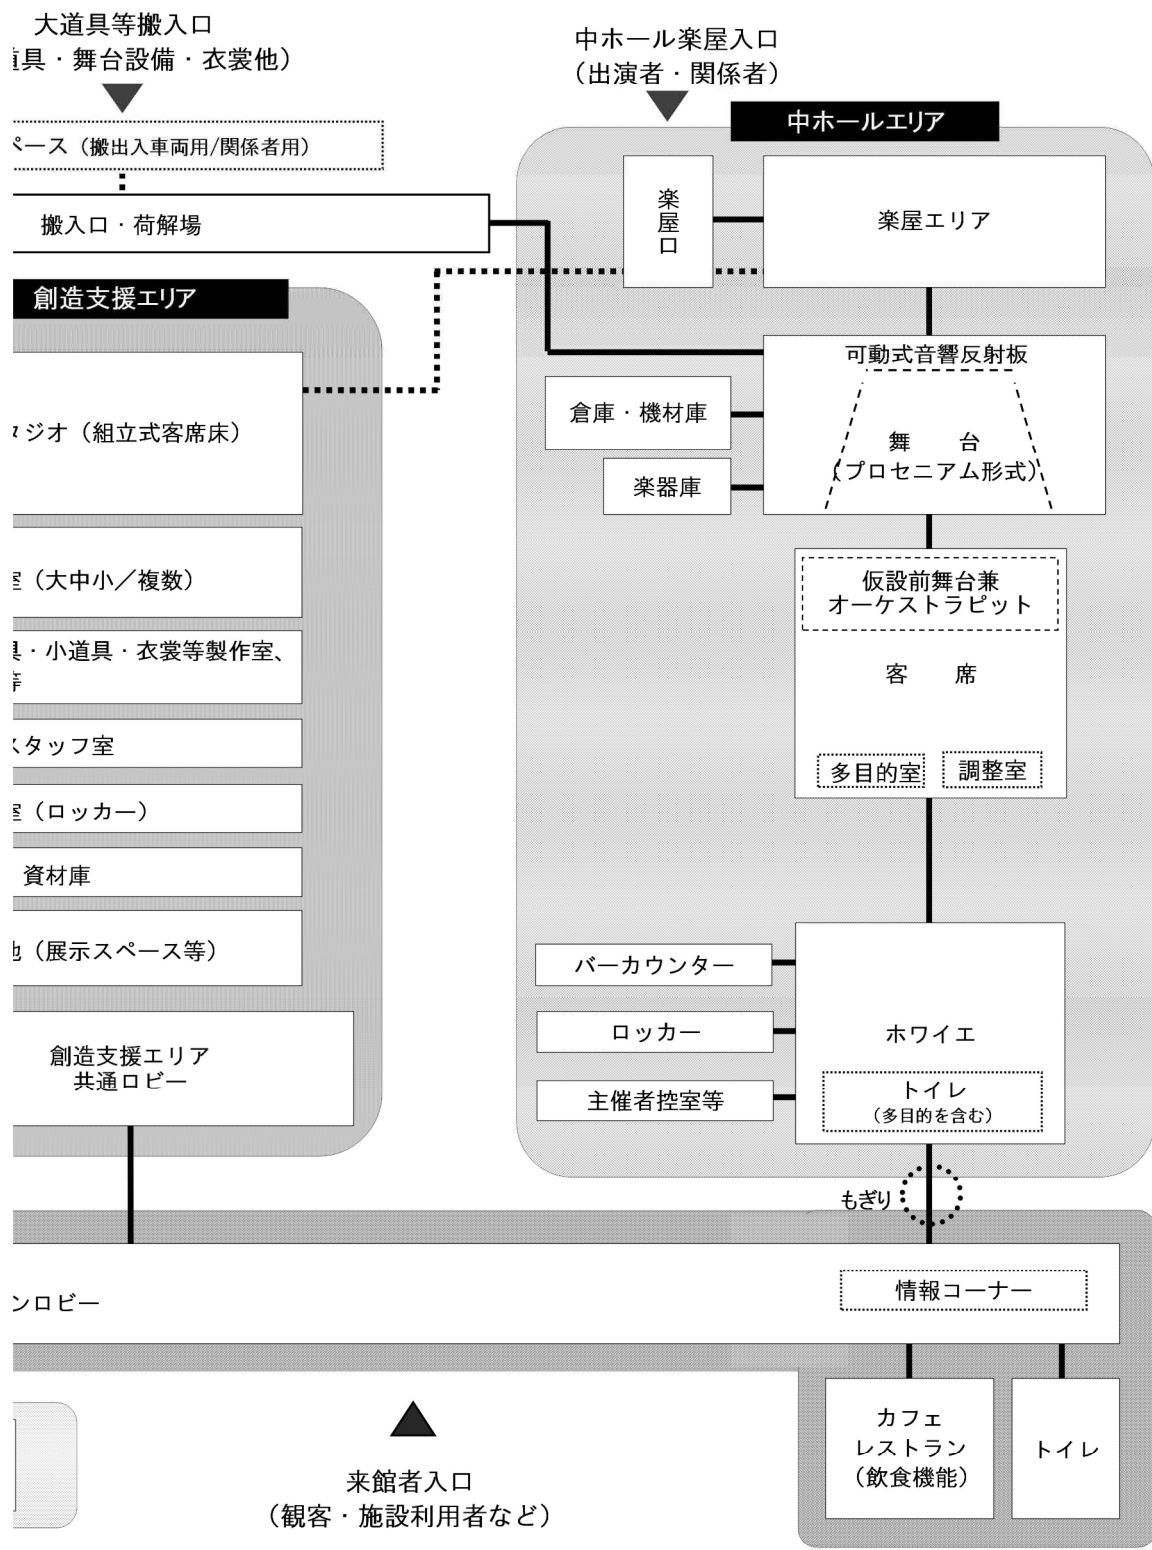 大道具等搬入口
具・舞台設備・衣裳他）
中ホール楽屋入口
（出演者・関係者）
中ホールエリア
ペース（搬出入車両用/関係者用）
搬入口・荷解場
楽屋口
楽屋エリア
創造支援エリア
可動式音響反射板
倉庫・機材庫
舞　台
（プロセニアム形式）
タジオ（組立式客席床）
楽器庫
仮設前舞台兼
オーケストラピット
室（大中小／複数）
具・小道具・衣裳等製作室、
等
客　席
スタッフ室
多目的室
調整室
室（ロッカー）
資材庫
他（展示スペース等）
バーカウンター
ロッカー
ホワイエ
創造支援エリア
共通ロビー
主催者控室等
トイレ
（多目的を含む）
もぎり
情報コーナー
ンロビー
カフェ
レストラン
（飲食機能）
トイレ
来館者入口
（観客・施設利用者など）